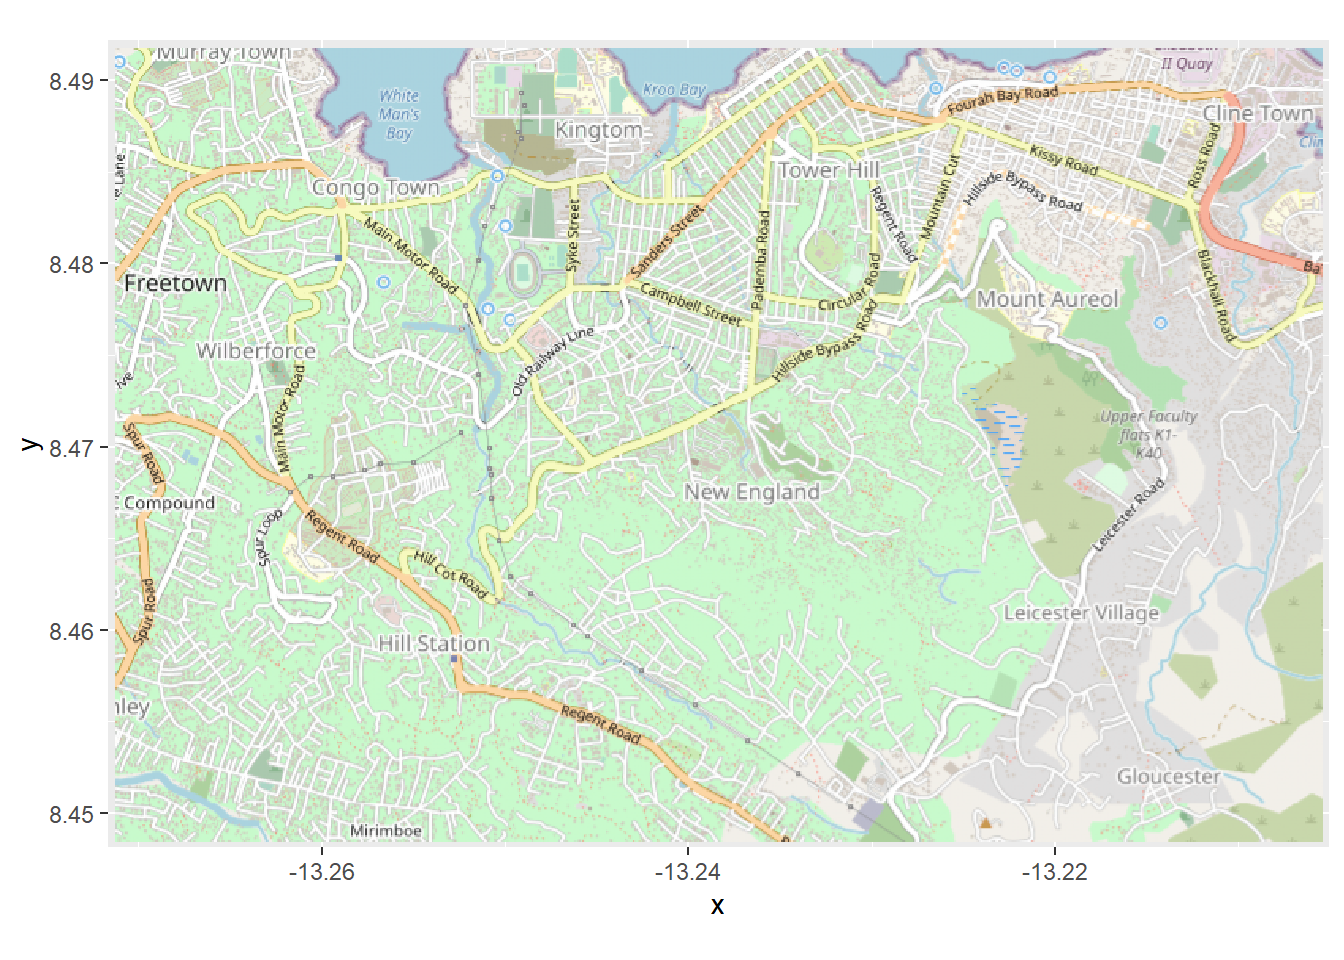 Murray Town
II Quay
8.49
White
Man's
Bay
Kroo Bay
Fourah Bay Road
Cline Town
Kingtom
Kissy Road
Ross Road
Lane
Congo Town
Tower Hill
Mountain Cut
Hillside Bypass Road
Regent Road
Main Motor Road
Syke Street
Sanders Street
Pademba Road
8.48
Freetown
Campbell Street
Circular Road
Mount Aureol
Blackhall Road
Wilberforce
Old Railway Line
Hillside Bypass Road
Main Motor Road
Upper Faculty
flats K1-
K40
y
8.47
Spur Road
New England
Compound
Spur Loop
Regent Road
Leicester Road
Hill Cot Road
Spur Road
Leicester Village
8.46
Hill Station
Regent Road
Gloucester
8.45
Mirimboe
-13.26
-13.24
-13.22
x